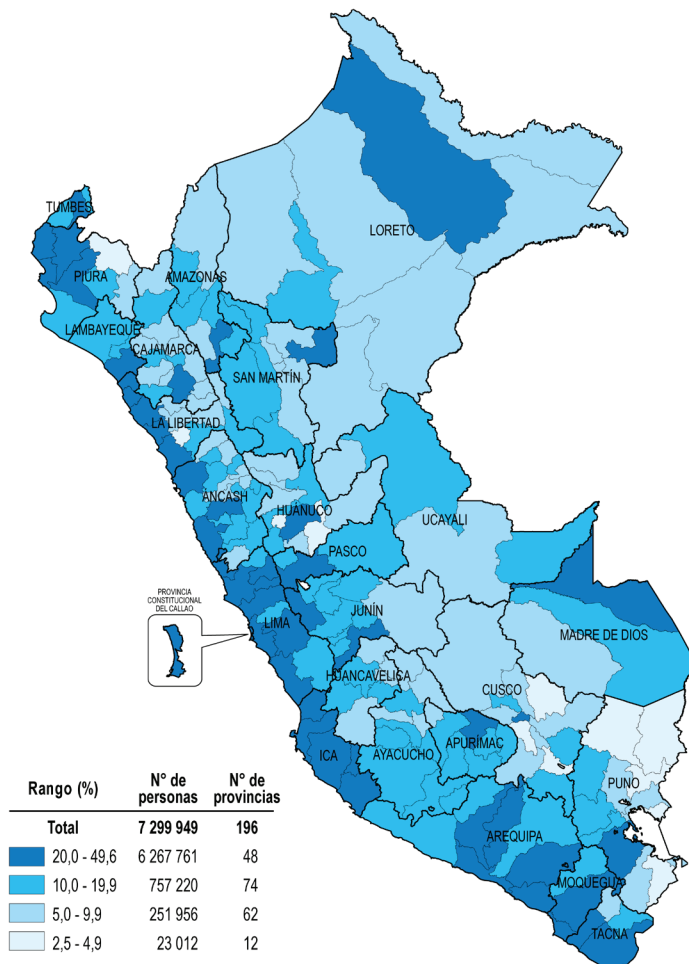 TUMBES
LORETO
PIURA
AMAZONAS
LAMBAYEQUE
CAJAMARCA
SAN MARTÍN
LA LIBERTAD
ANCASH
HUÁNUCO
UCAYALI
PASCO
PROVINCIA
CONSTITUCIONAL
DEL CALLAO
LIMA
JUNÍN
MADRE DE DIOS
HUANCAVELICA
CUSCO
ICA
AYACUCHO
APURÍMAC
PUNO
AREQUIPA
MOQUEGUA
TACNA
Rango (%) N° de personas N° de provincias
Total 7 299 949 196
20,0 - 49,6 6 267 761 48
10,0 - 19,9 757 220 74
5,0 - 9,9 251 956 62
2,5 - 4,9 23 012 12